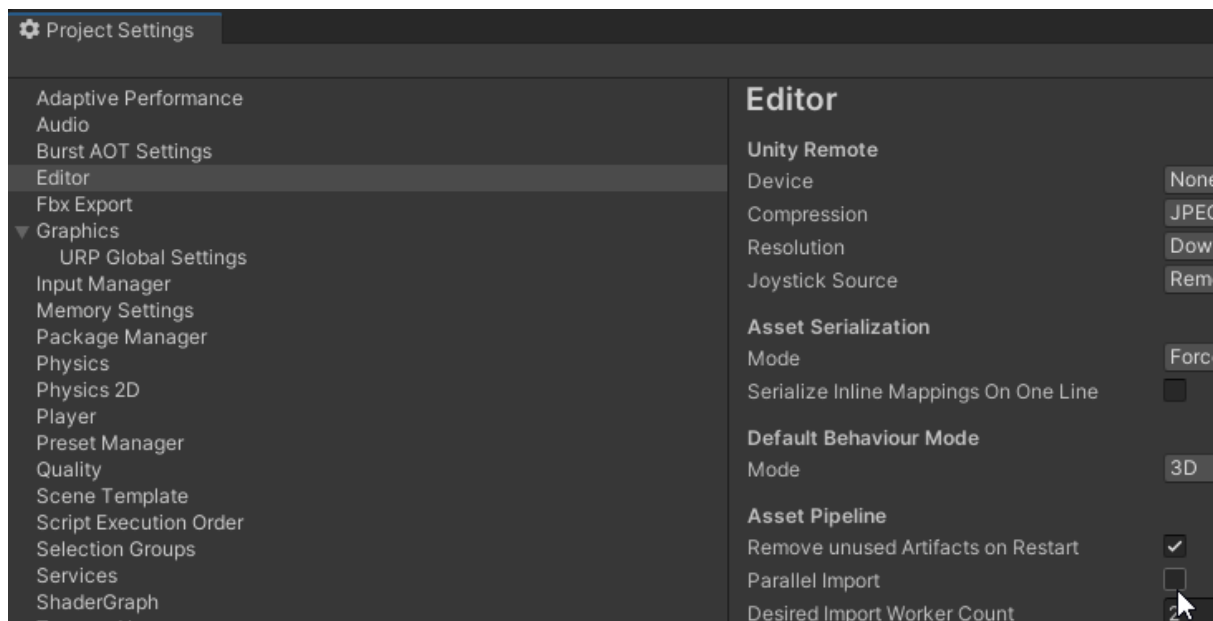 Project Settings
Adaptive Performance
Audio
Burst AOT Settings
Editor
Fbx Export
Graphics
URP Global Settings
Input Manager
Memory Settings
Package Manager
Physics
Physics 2D
Player
Preset Manager
Quality
Scene Template
Script Execution Order
Selection Groups
Services
ShaderGraph
Editor
Unity Remote
Device
Compression
Resolution
Joystick Source
Asset Serialization
Mode
Serialize Inline Mappings On One Line
Default Behaviour Mode
Mode 3D
Asset Pipeline
Remove unused Artifacts on Restart
Parallel Import
Desired Import Worker Count